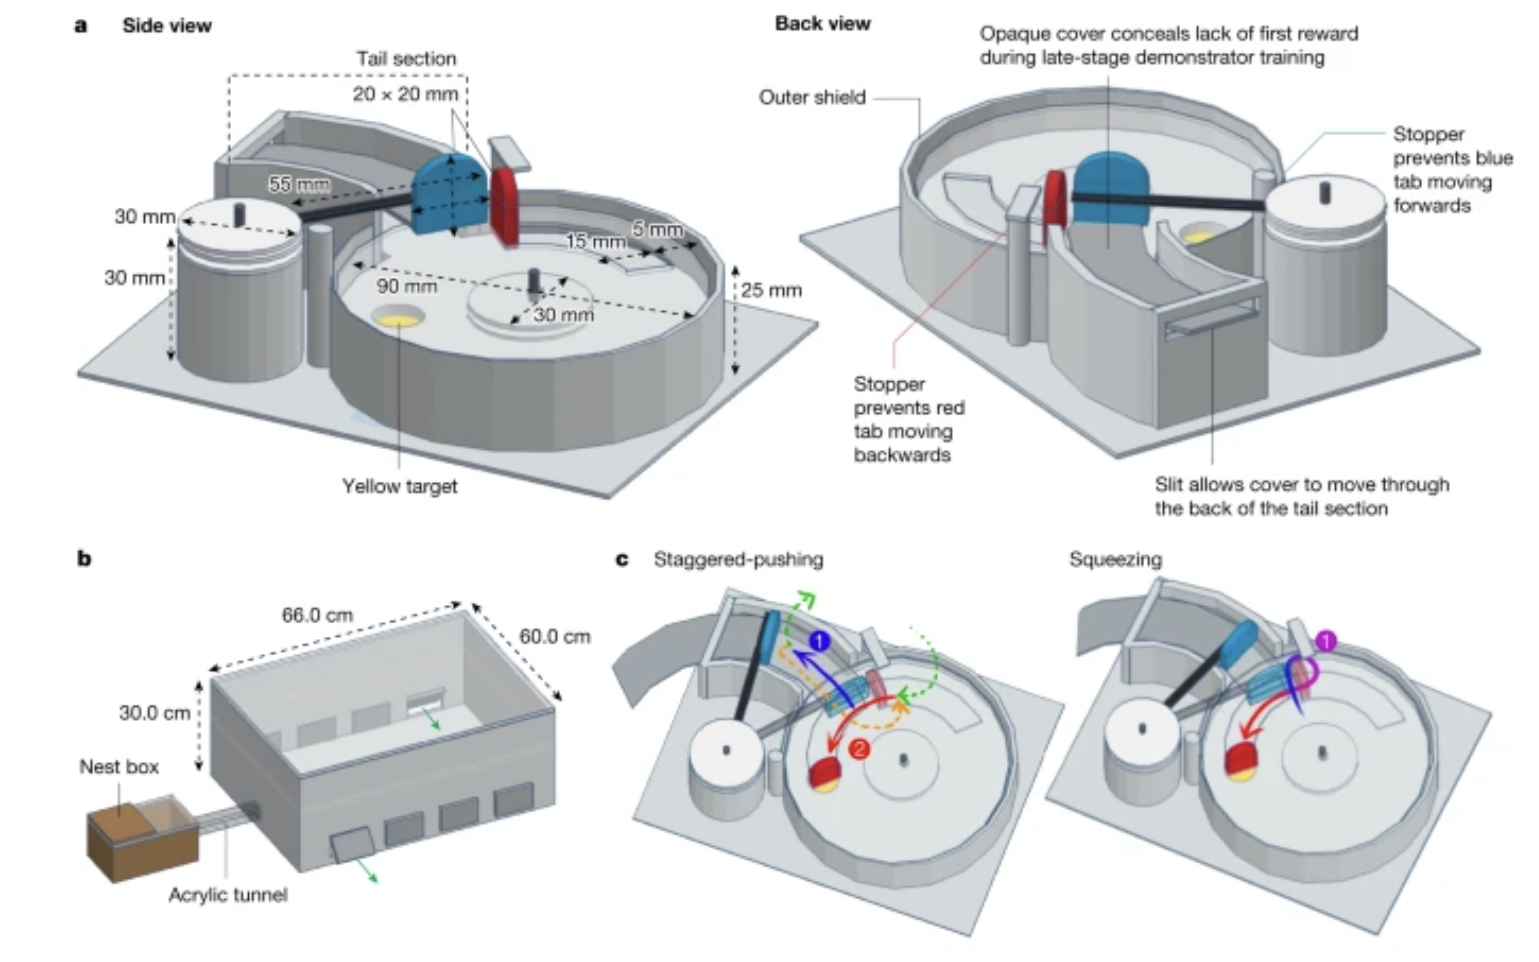 a Side view
Tail section
20 × 20 mm
55 mm
30 mm
30 mm
15 mm
5 mm
90 mm
30 mm
25 mm
Yellow target
Back view
Opaque cover conceals lack of first reward
during late-stage demonstrator training
Outer shield
Stopper
prevents blue
tab moving
forwards
Stopper
prevents red
tab moving
backwards
Slit allows cover to move through
the back of the tail section
b
66.0 cm
60.0 cm
30.0 cm
Nest box
Acrylic tunnel
c Staggered-pushing
1
2
Squeezing
1